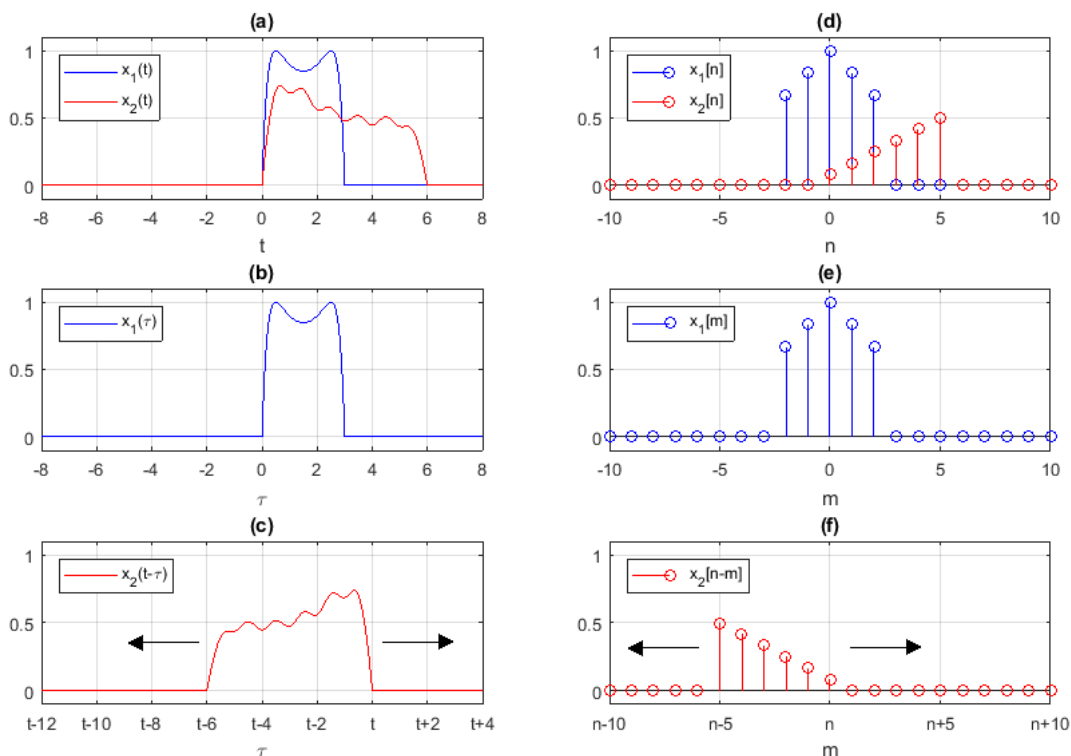 (a)
1
0.5
0
x₁(t)
x₂(t)
-8 -6 -4 -2 0 2 4 6 8
t
(d)
1
0.5
0
x₁[n]
x₂[n]
-10 -5 0 5 10
n
(b)
1
0.5
0
x₁(τ)
-8 -6 -4 -2 0 2 4 6 8
τ
(e)
1
0.5
0
x₁[m]
-10 -5 0 5 10
m
(c)
1
0.5
0
x₂(t-τ)
t-12 t-10 t-8 t-6 t-4 t-2 t t+2 t+4
τ
(f)
1
0.5
0
x₂[n-m]
n-10 n-5 n n+5 n+10
m